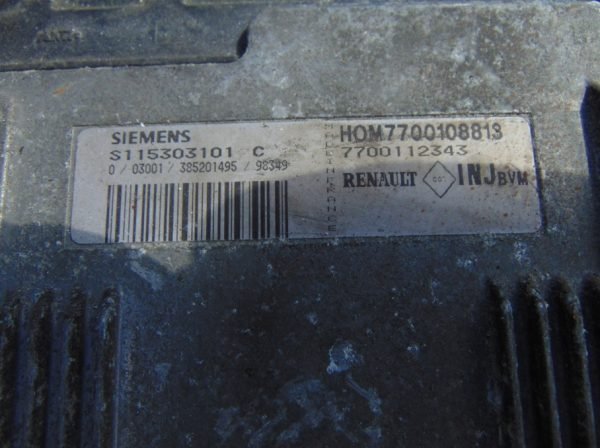 SIEMENS
S115303101 C
0 / 03001 / 385201495 / 98349
HOM7700108813
7700112343
RENAULT INJ BVM